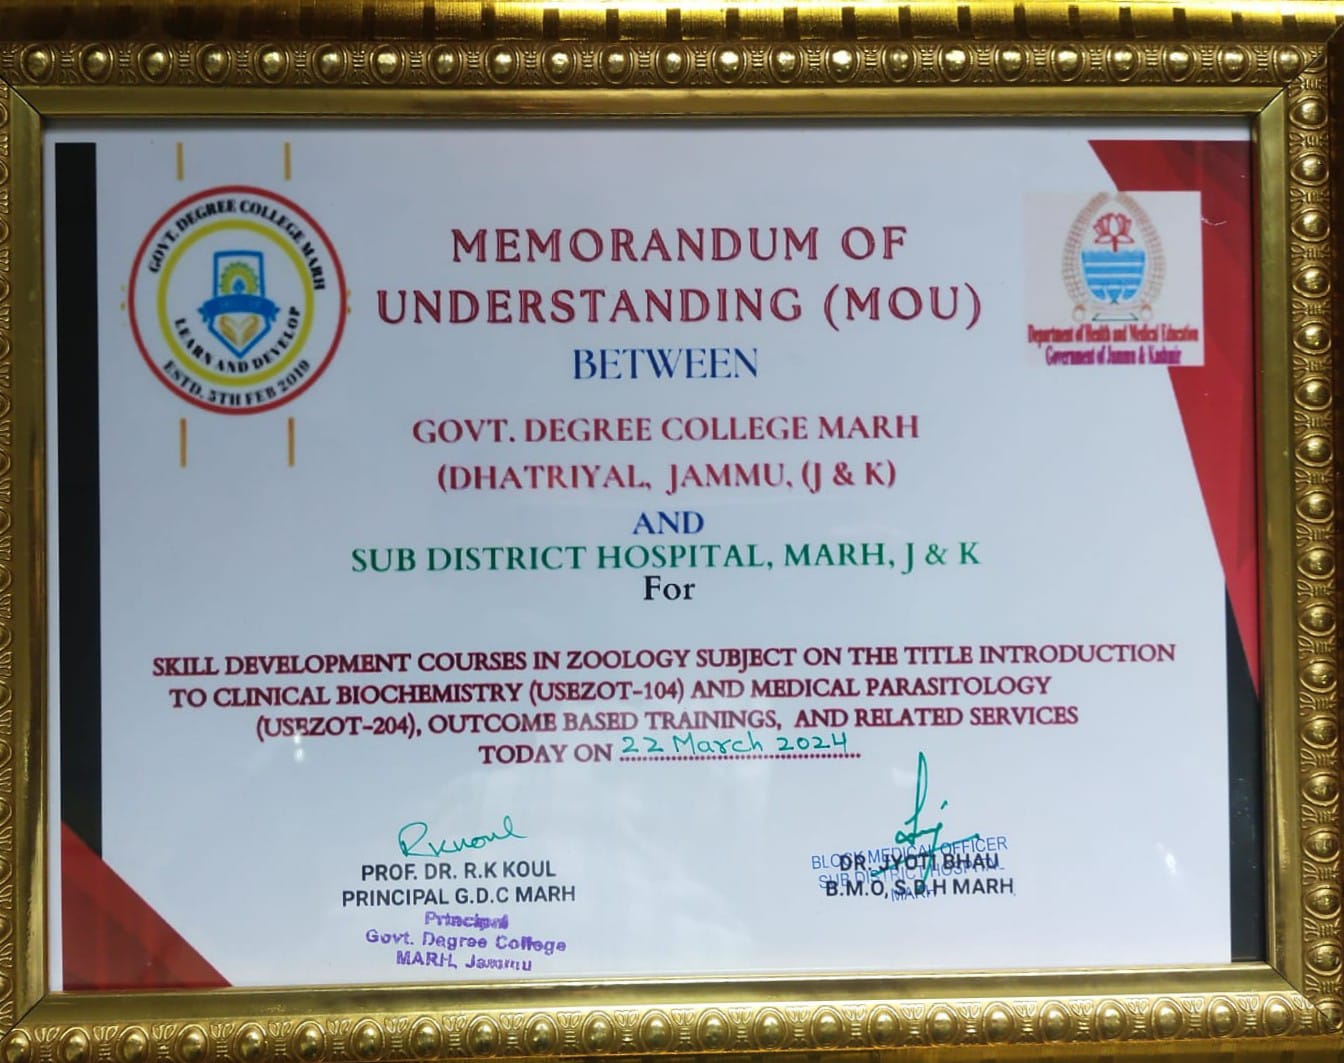 GOVT. DEGREE COLLEGE MARH
LEARN AND DEVELOP
ESTD. 5TH FEB 2019
MEMORANDUM OF
UNDERSTANDING (MOU)
Department of Health and Medical Education
Government of Jammu & Kashmir
BETWEEN
GOVT. DEGREE COLLEGE MARH
(DHATRIYAL, JAMMU, (J & K)
AND
SUB DISTRICT HOSPITAL, MARH, J & K
For
SKILL DEVELOPMENT COURSES IN ZOOLOGY SUBJECT ON THE TITLE INTRODUCTION
TO CLINICAL BIOCHEMISTRY (USEZOT-104) AND MEDICAL PARASITOLOGY
(USEZOT-204), OUTCOME BASED TRAININGS, AND RELATED SERVICES
TODAY ON 22 March 2024
RKKoul
PROF. DR. R.K KOUL
PRINCIPAL G.D.C MARH
Principal
Govt. Degree College
MARH, Jammu
BLOCK MEDICAL OFFICER
DR. JYOTI BHAU
SUB DISTRICT HOSPITAL
B.M.O, S.D.H MARH
MARH